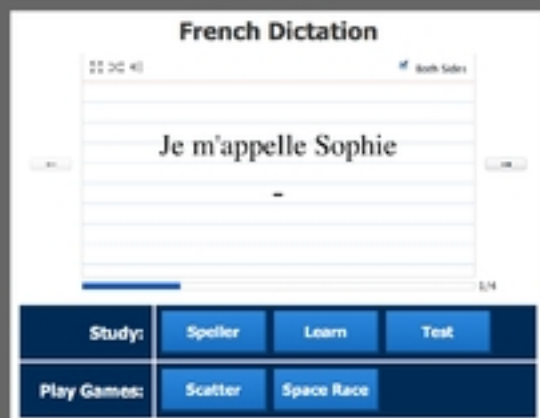 French Dictation
Both Sides
Je m'appelle Sophie
-
1/4
Study: Speller Learn Test
Play Games: Scatter Space Race